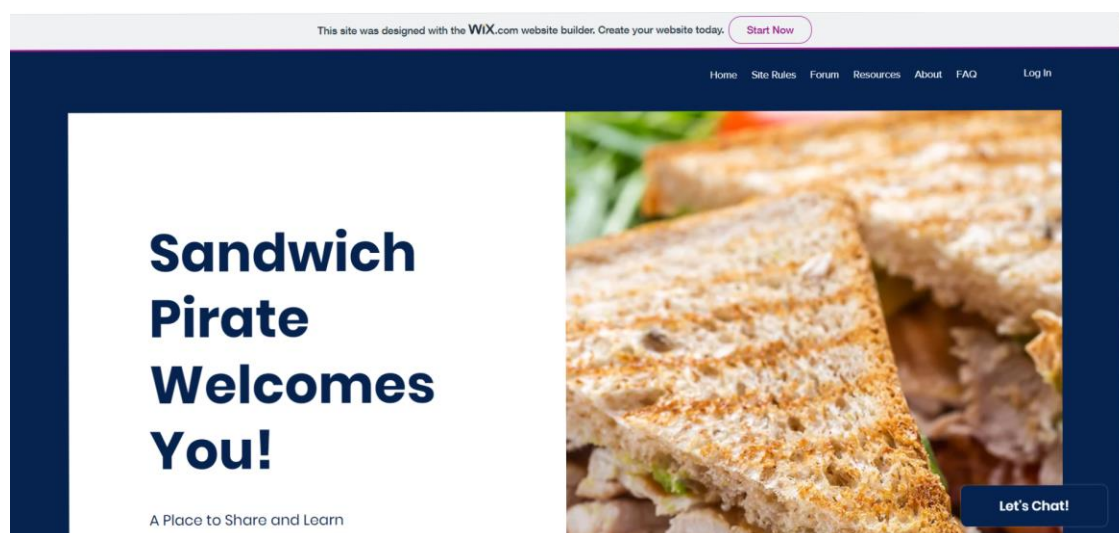 This site was designed with the WiX.com website builder. Create your website today. Start Now
Home Site Rules Forum Resources About FAQ Log In
Sandwich
Pirate
Welcomes
You!
A Place to Share and Learn
Let's Chat!